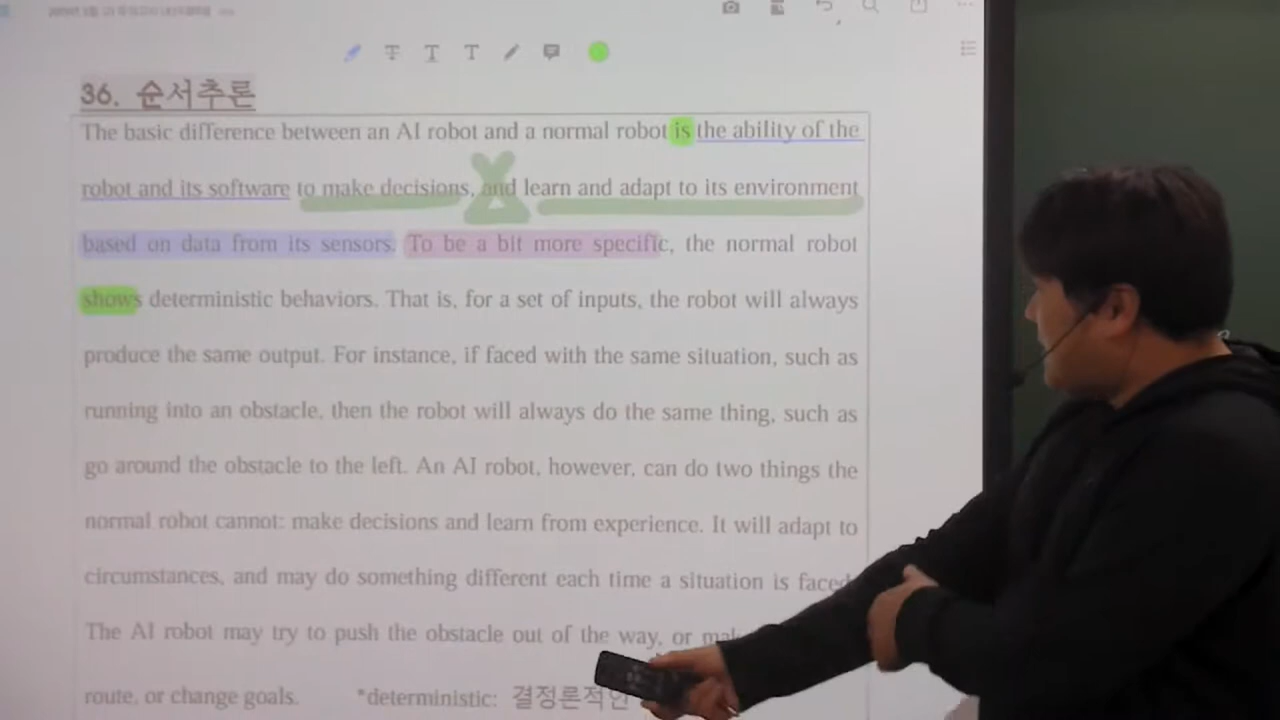 36. 순서추론
The basic difference between an AI robot and a normal robot is the ability of the
robot and its software to make decisions, and learn and adapt to its environment
based on data from its sensors. To be a bit more specific, the normal robot
shows deterministic behaviors. That is, for a set of inputs, the robot will always
produce the same output. For instance, if faced with the same situation, such as
running into an obstacle, then the robot will always do the same thing, such as
go around the obstacle to the left. An AI robot, however, can do two things the
normal robot cannot: make decisions and learn from experience. It will adapt to
circumstances, and may do something different each time a situation is faced.
The AI robot may try to push the obstacle out of the way, or
route, or change goals. *deterministic: 결정론적인